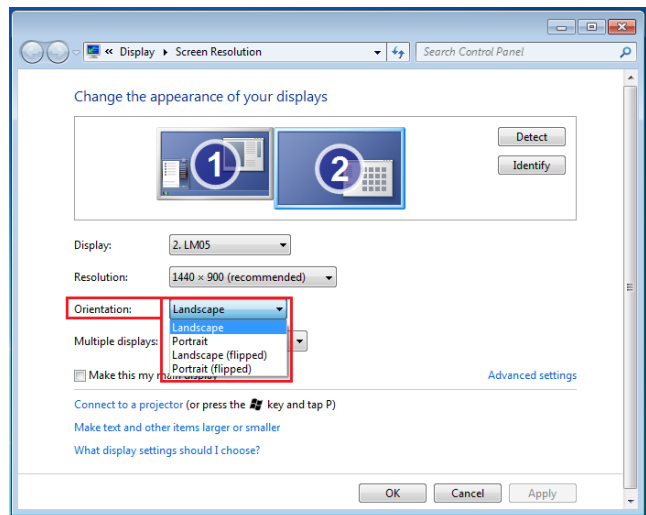 « Display ▸ Screen Resolution
Search Control Panel
Change the appearance of your displays
1
2
Detect
Identify
Display: 2. LM05
Resolution: 1440 × 900 (recommended)
Orientation: Landscape
Landscape
Portrait
Landscape (flipped)
Portrait (flipped)
Multiple displays:
Make this my main display
Advanced settings
Connect to a projector (or press the key and tap P)
Make text and other items larger or smaller
What display settings should I choose?
OK Cancel Apply